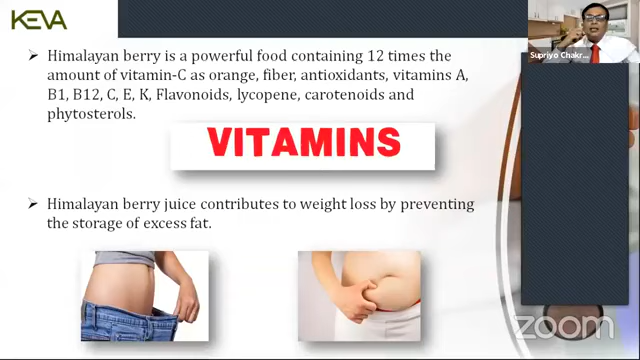 KEVA
Supriyo Chakr...
➢ Himalayan berry is a powerful food containing 12 times the
amount of vitamin-C as orange, fiber, antioxidants, vitamins A,
B1, B12, C, E, K, Flavonoids, lycopene, carotenoids and
phytosterols.
VITAMINS
➢ Himalayan berry juice contributes to weight loss by preventing
the storage of excess fat.
zoom